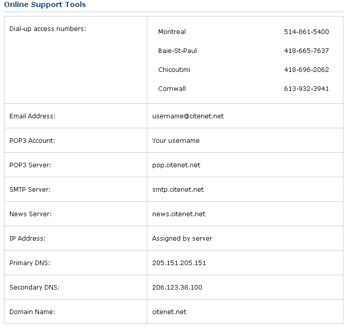 Online Support Tools
Dial-up access numbers:
Montreal 514-861-5400
Baie-St-Paul 418-665-7637
Chicoutimi 418-696-2062
Cornwall 613-932-3941
Email Address: username@citenet.net
POP3 Account: Your username
POP3 Server: pop.citenet.net
SMTP Server: smtp.citenet.net
News Server: news.citenet.net
IP Address: Assigned by server
Primary DNS: 205.151.205.151
Secondary DNS: 206.123.38.100
Domain Name: citenet.net